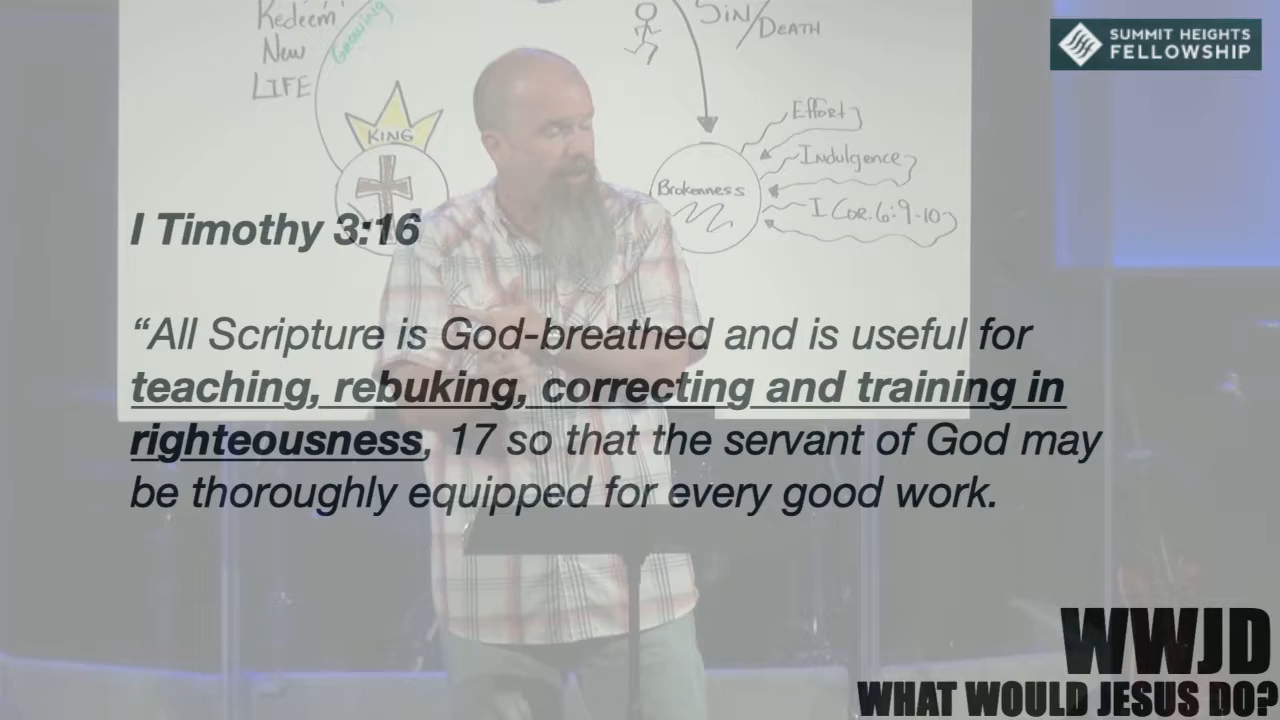 Redeem
New
LIFE
GROWING
SIN/
DEATH
SUMMIT HEIGHTS
FELLOWSHIP
KING
Effort
Indulgence
Brokenness
I COR. 6:9-10
I Timothy 3:16
“All Scripture is God-breathed and is useful for
teaching, rebuking, correcting and training in
righteousness, 17 so that the servant of God may
be thoroughly equipped for every good work.
WWJD
WHAT WOULD JESUS DO?